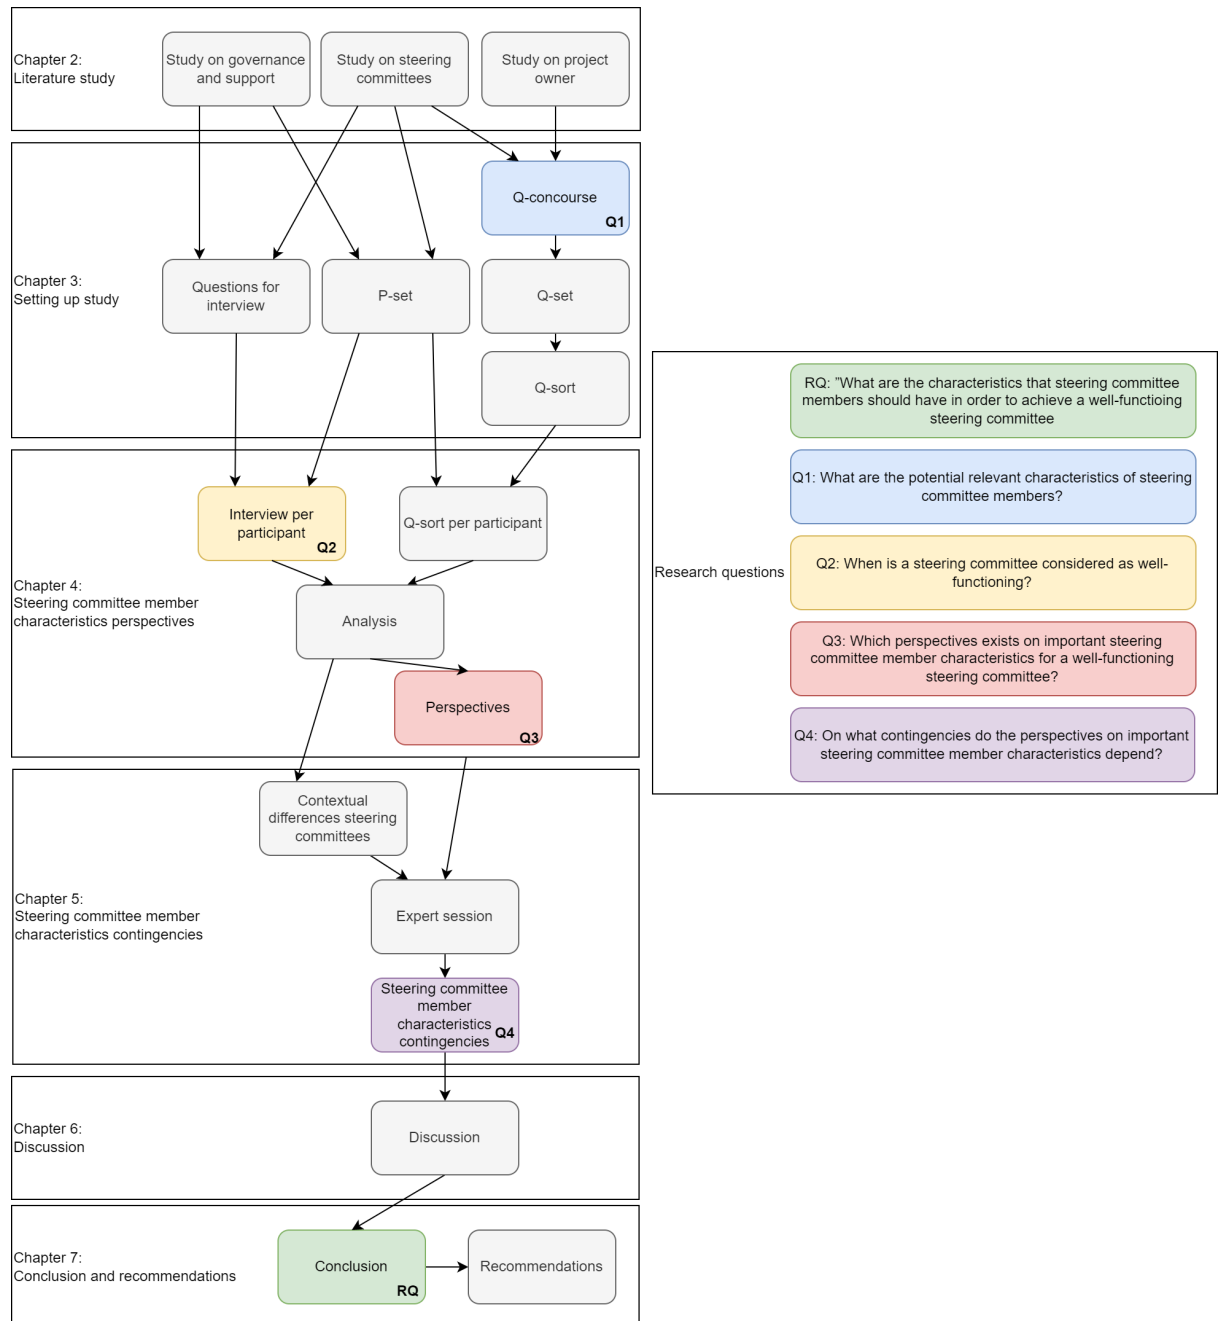 Chapter 2:
Literature study
Study on governance
and support
Study on steering
committees
Study on project
owner
Chapter 3:
Setting up study
Q-concourse
Q1
Questions for
interview
P-set
Q-set
Q-sort
Chapter 4:
Steering committee member
characteristics perspectives
Interview per
participant
Q2
Q-sort per participant
Analysis
Perspectives
Q3
Chapter 5:
Steering committee member
characteristics contingencies
Contextual
differences steering
committees
Expert session
Steering committee
member
characteristics
contingencies
Q4
Chapter 6:
Discussion
Discussion
Chapter 7:
Conclusion and recommendations
Conclusion
RQ
Recommendations
Research questions
RQ: "What are the characteristics that steering committee
members should have in order to achieve a well-functioing
steering committee
Q1: What are the potential relevant characteristics of steering
committee members?
Q2: When is a steering committee considered as well-
functioning?
Q3: Which perspectives exists on important steering
committee member characteristics for a well-functioning
steering committee?
Q4: On what contingencies do the perspectives on important
steering committee member characteristics depend?